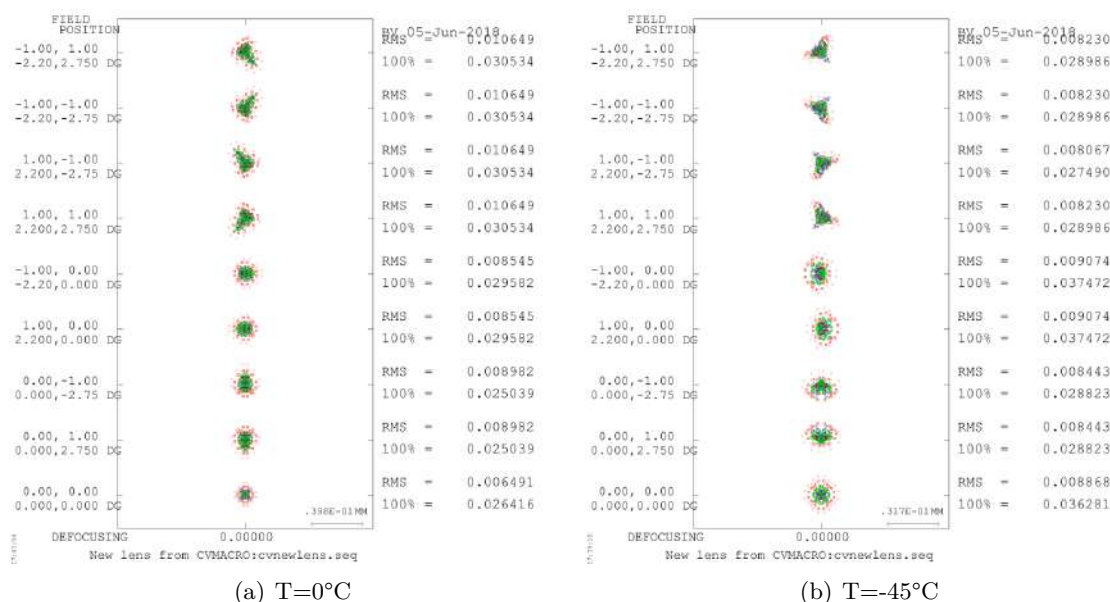 FIELD
POSITION
BV 05-Jun-2018
-1.00, 1.00
RMS = 0.010649
-2.20,2.750 DG
100% = 0.030534
-1.00,-1.00
RMS = 0.010649
-2.20,-2.75 DG
100% = 0.030534
1.00,-1.00
RMS = 0.010649
2.200,-2.75 DG
100% = 0.030534
1.00, 1.00
RMS = 0.010649
2.200,2.750 DG
100% = 0.030534
-1.00, 0.00
RMS = 0.008545
-2.20,0.000 DG
100% = 0.029582
1.00, 0.00
RMS = 0.008545
2.200,0.000 DG
100% = 0.029582
0.00,-1.00
RMS = 0.008982
0.000,-2.75 DG
100% = 0.025039
0.00, 1.00
RMS = 0.008982
0.000,2.750 DG
100% = 0.025039
0.00, 0.00
RMS = 0.006491
0.000,0.000 DG
100% = 0.026416
.398E-01MM
DEFOCUSING 0.00000
New lens from CVMACRO:cvnewlens.seq
(a) T=0°C
FIELD
POSITION
BV 05-Jun-2018
-1.00, 1.00
RMS = 0.008230
-2.20,2.750 DG
100% = 0.028986
-1.00,-1.00
RMS = 0.008230
-2.20,-2.75 DG
100% = 0.028986
1.00,-1.00
RMS = 0.008067
2.200,-2.75 DG
100% = 0.027490
1.00, 1.00
RMS = 0.008230
2.200,2.750 DG
100% = 0.028986
-1.00, 0.00
RMS = 0.009074
-2.20,0.000 DG
100% = 0.037472
1.00, 0.00
RMS = 0.009074
2.200,0.000 DG
100% = 0.037472
0.00,-1.00
RMS = 0.008443
0.000,-2.75 DG
100% = 0.028823
0.00, 1.00
RMS = 0.008443
0.000,2.750 DG
100% = 0.028823
0.00, 0.00
RMS = 0.008868
0.000,0.000 DG
100% = 0.036281
.317E-01MM
DEFOCUSING 0.00000
New lens from CVMACRO:cvnewlens.seq
(b) T=-45°C